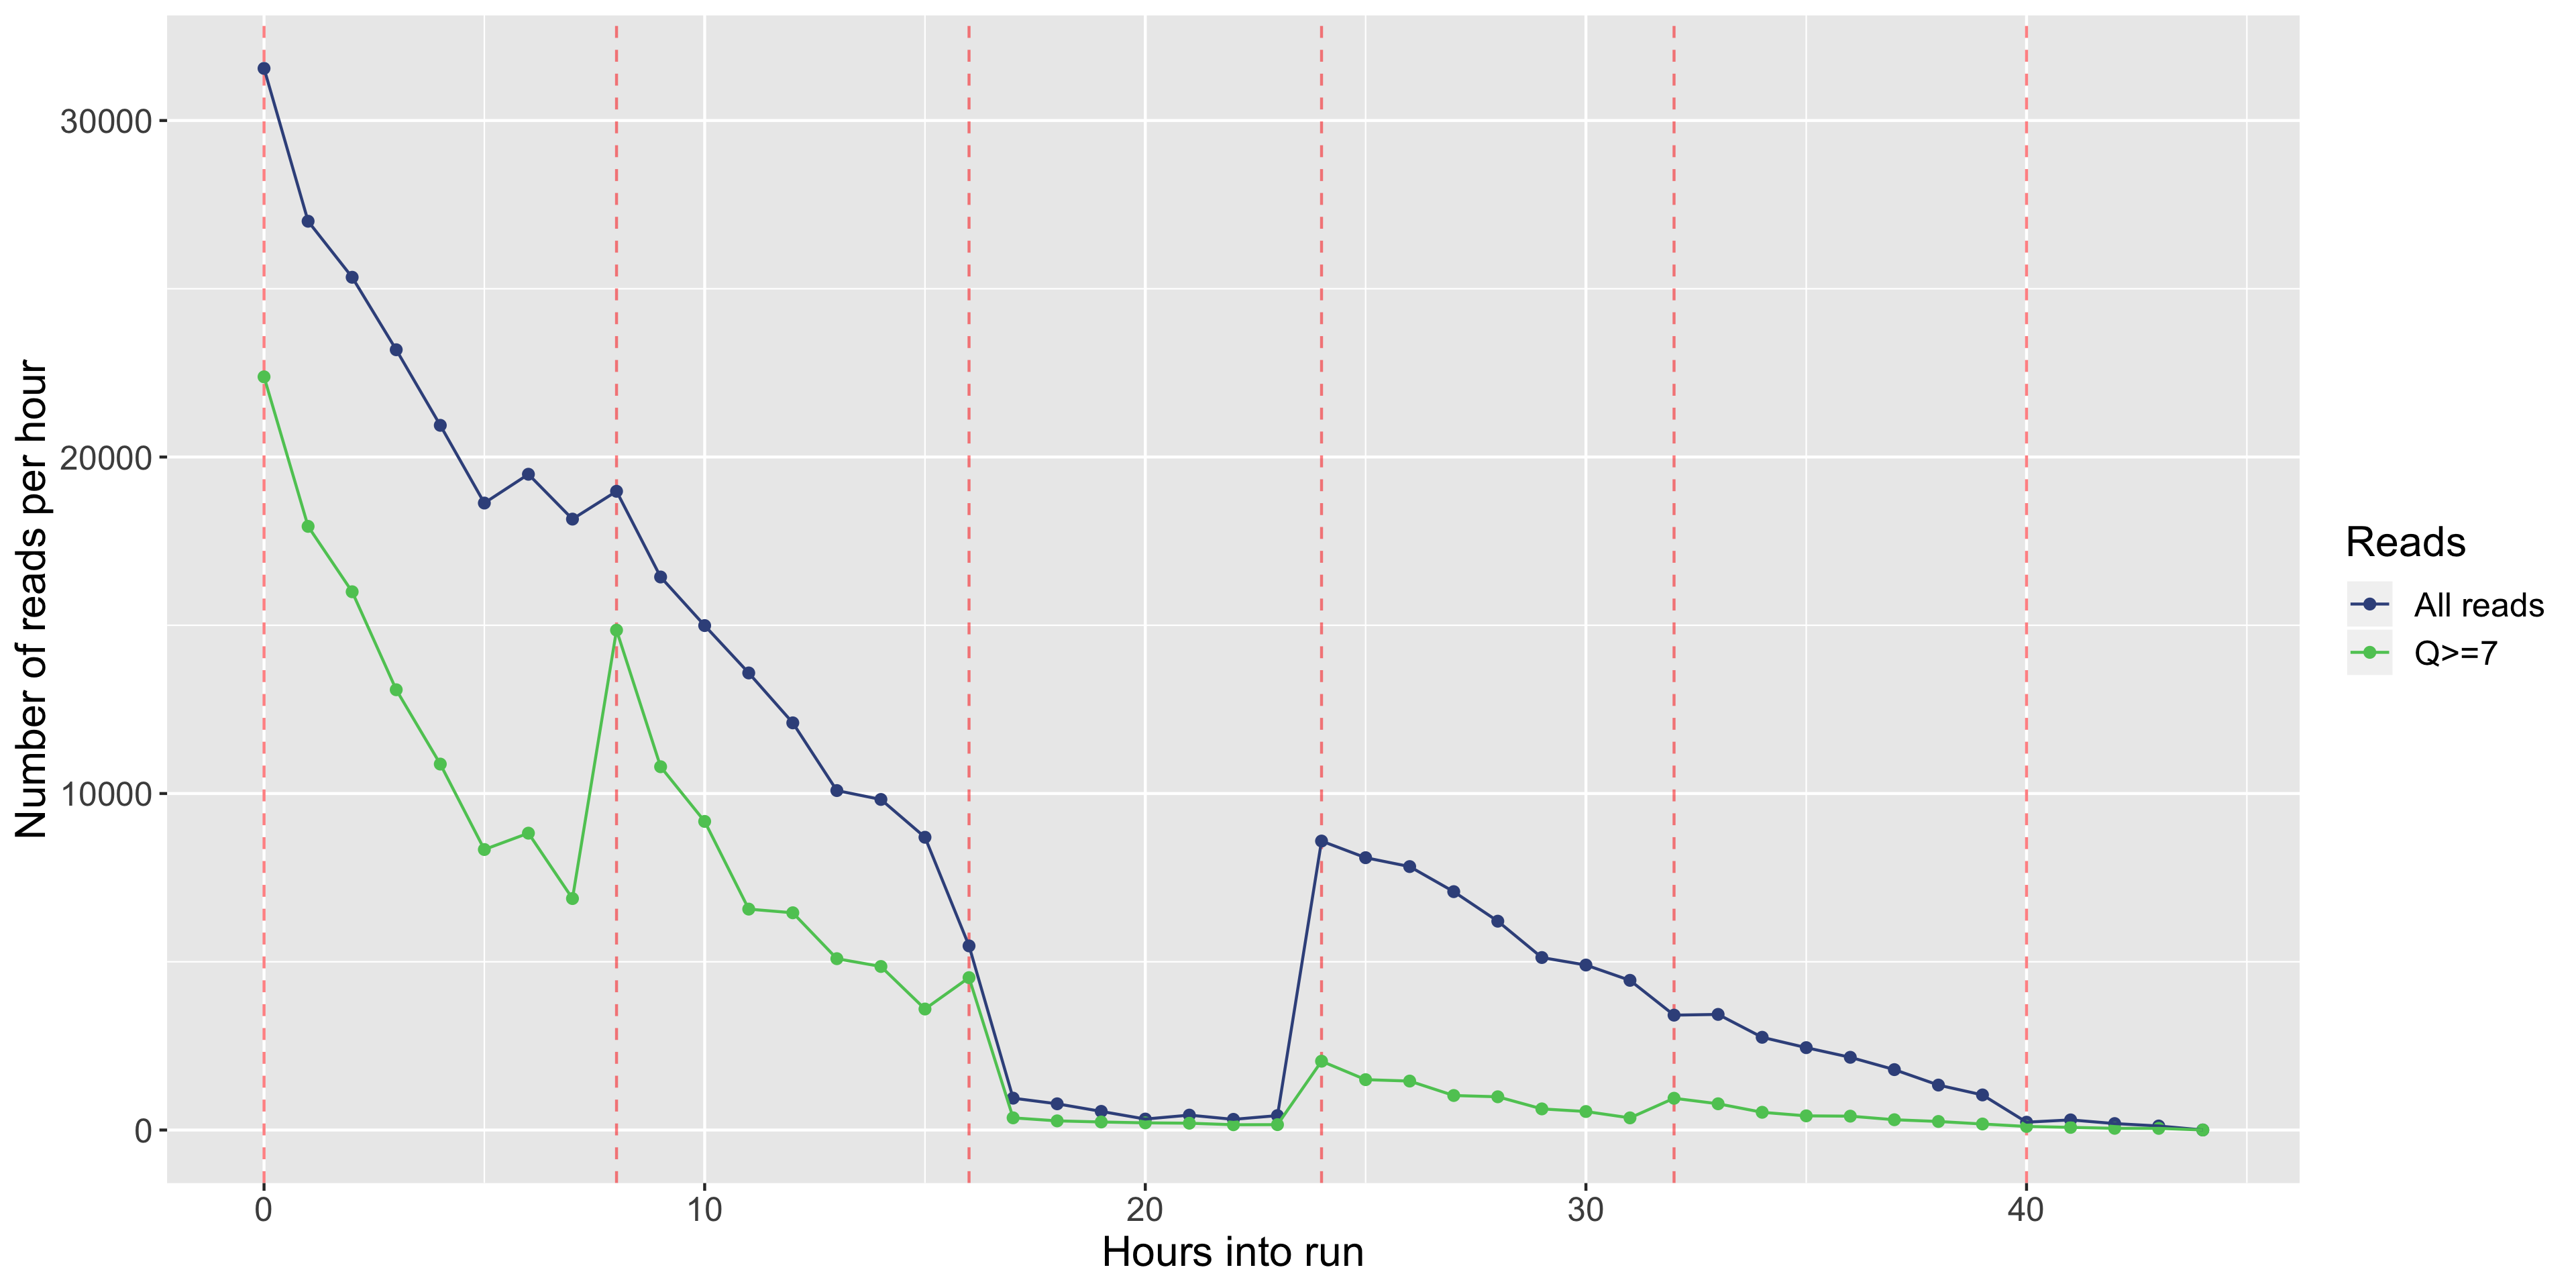 Number of reads per hour
30000
20000
10000
0
0 10 20 30 40
Hours into run
Reads
All reads
Q>=7